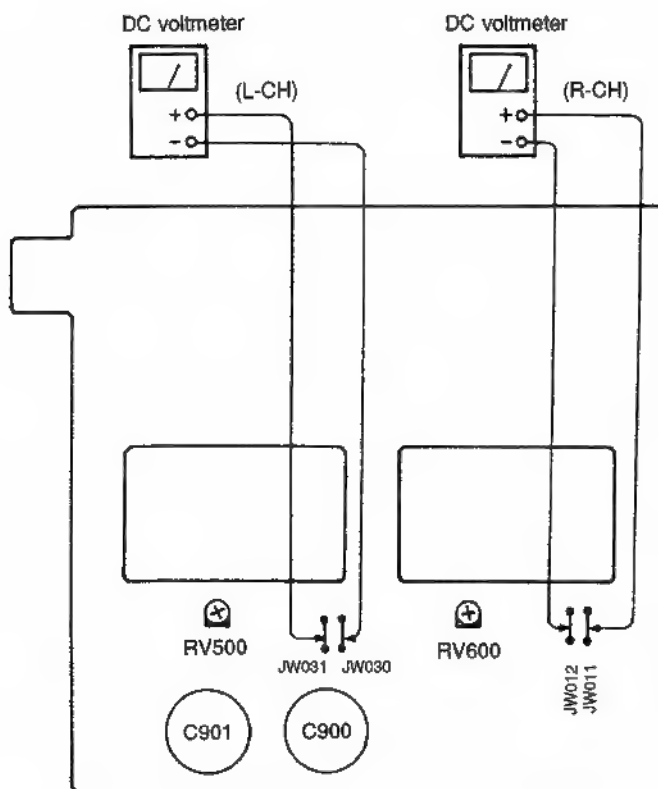 DC voltmeter
DC voltmeter
(L-CH)
(R-CH)
+
−
+
−
RV500
RV600
JW031
JW030
JW012
JW011
C901
C900